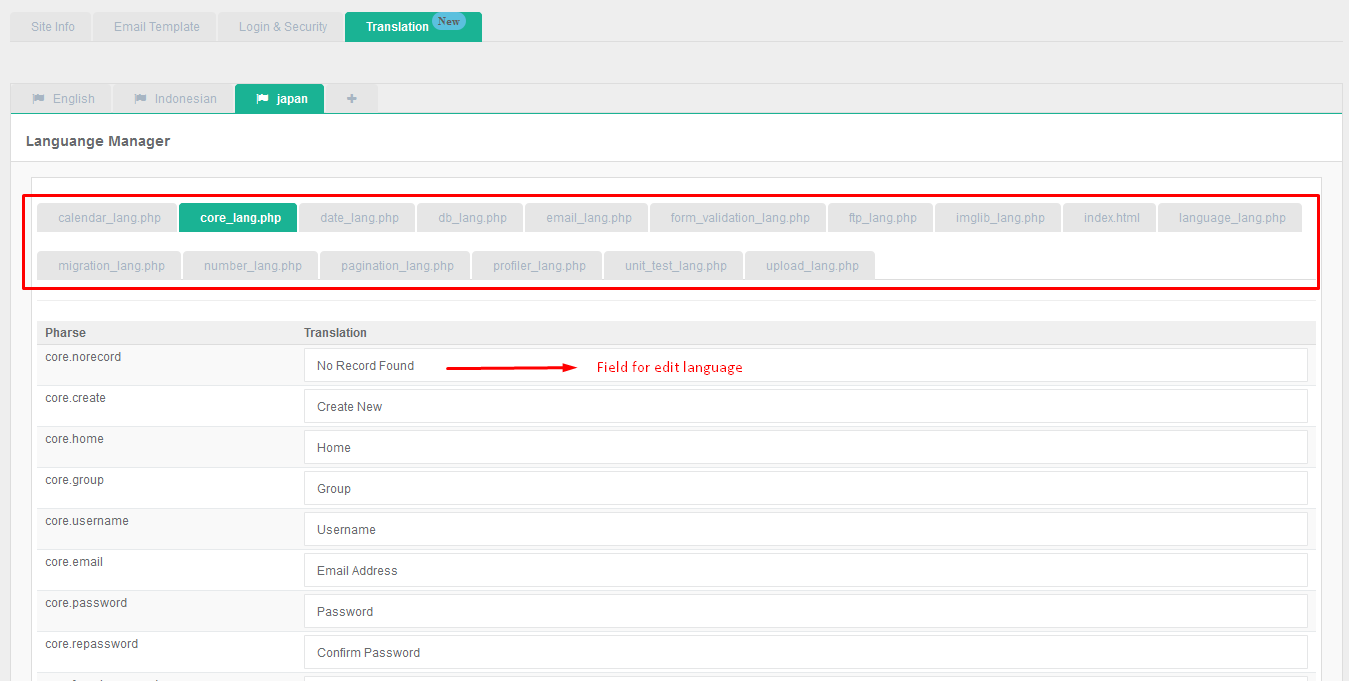 Site Info Email Template Login & Security Translation New
English Indonesian japan +
Languange Manager
calendar_lang.php core_lang.php date_lang.php db_lang.php email_lang.php form_validation_lang.php ftp_lang.php imglib_lang.php index.html language_lang.php
migration_lang.php number_lang.php pagination_lang.php profiler_lang.php unit_test_lang.php upload_lang.php
Pharse Translation
core.norecord No Record Found Field for edit language
core.create Create New
core.home Home
core.group Group
core.username Username
core.email Email Address
core.password Password
core.repassword Confirm Password